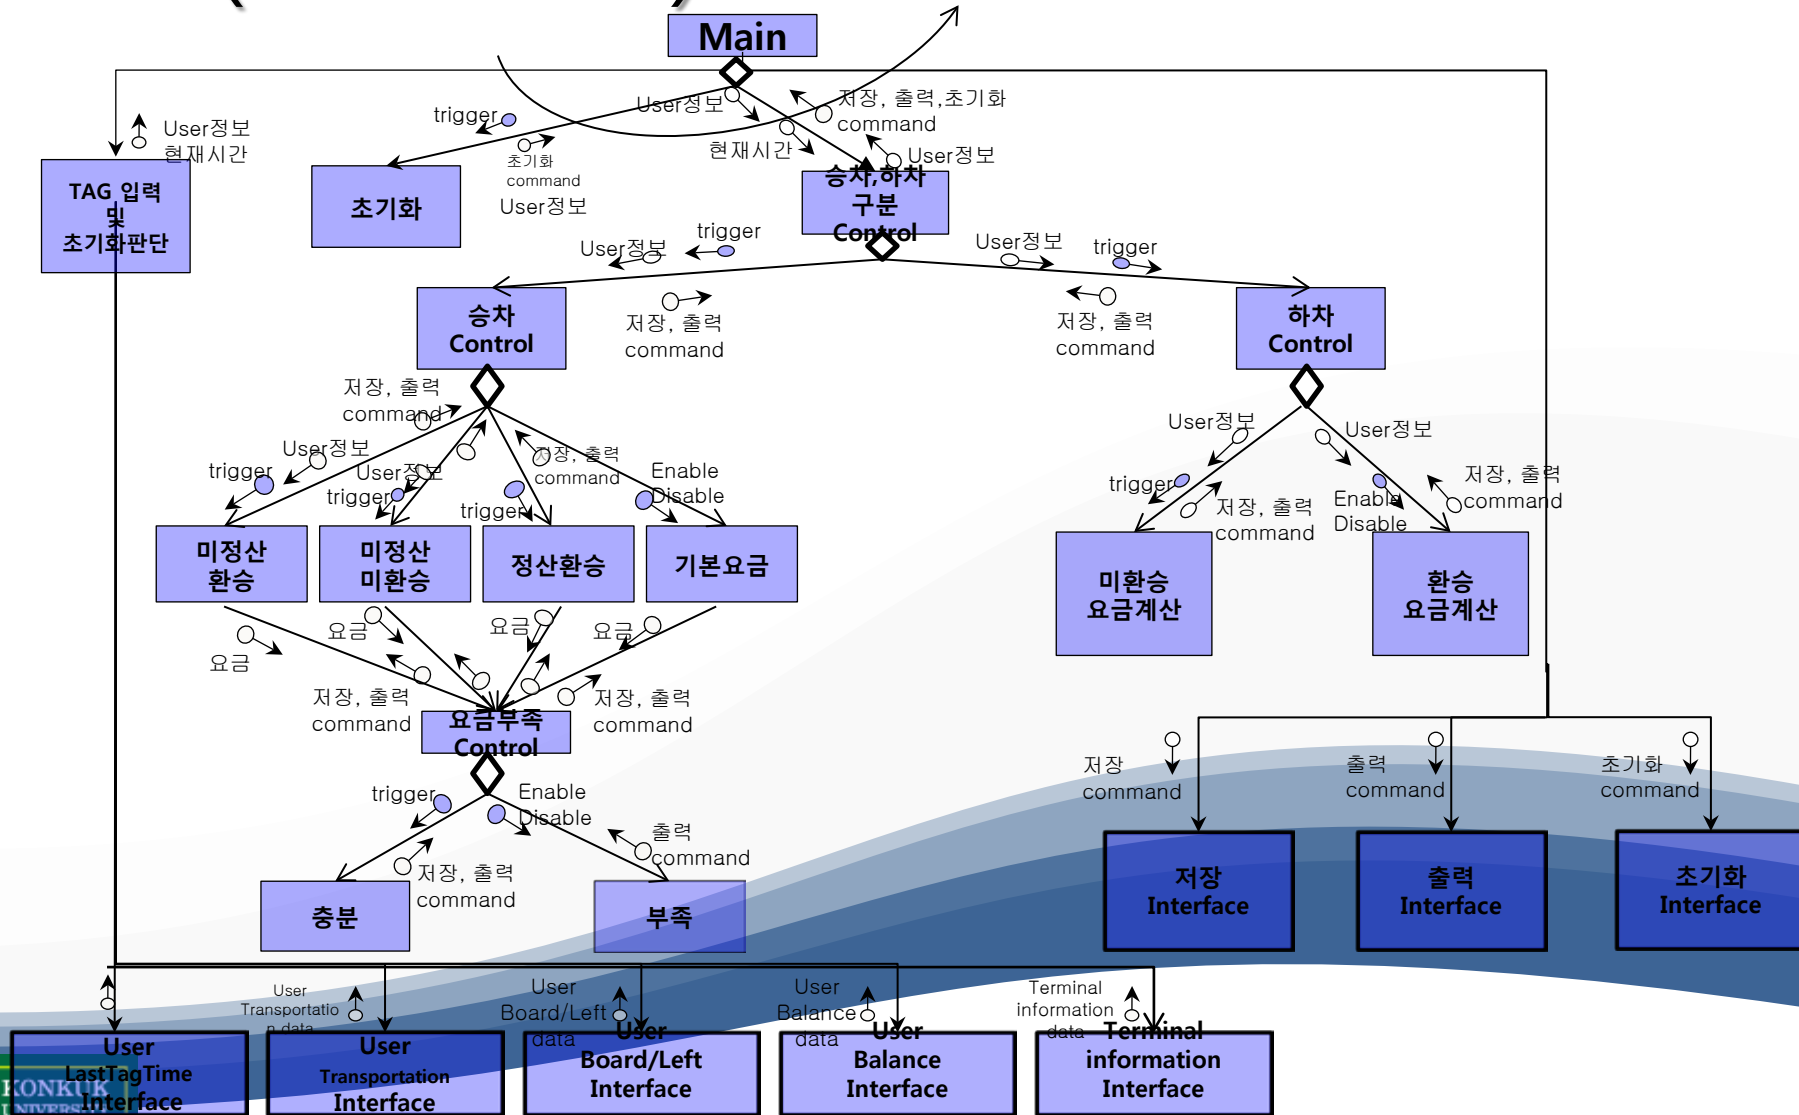 Main
User정보
저장, 출력,초기화
command
trigger
User정보
현재시간
초기화
command
User정보
현재시간
User정보
TAG 입력
및
초기화판단
초기화
승차,하차
구분
Control
User정보
trigger
User정보
trigger
저장, 출력
command
저장, 출력
command
승차
Control
하차
Control
저장, 출력
command
User정보
trigger
User정보
trigger
저장, 출력
command
trigger
Enable
Disable
User정보
trigger
저장, 출력
command
User정보
Enable
Disable
저장, 출력
command
미정산
환승
미정산
미환승
정산환승
기본요금
미환승
요금계산
환승
요금계산
요금
요금
요금
요금
저장, 출력
command
저장, 출력
command
요금부족
Control
trigger
Enable
Disable
저장, 출력
command
출력
command
충분
부족
저장
command
출력
command
초기화
command
저장
Interface
출력
Interface
초기화
Interface
User
Transportatio
n data
User
Board/Left
data
User
Balance
data
Terminal
information
data
User
LastTagTime
Interface
User
Transportation
Interface
User
Board/Left
Interface
User
Balance
Interface
Terminal
information
Interface
KONKUK
UNIVERSITY